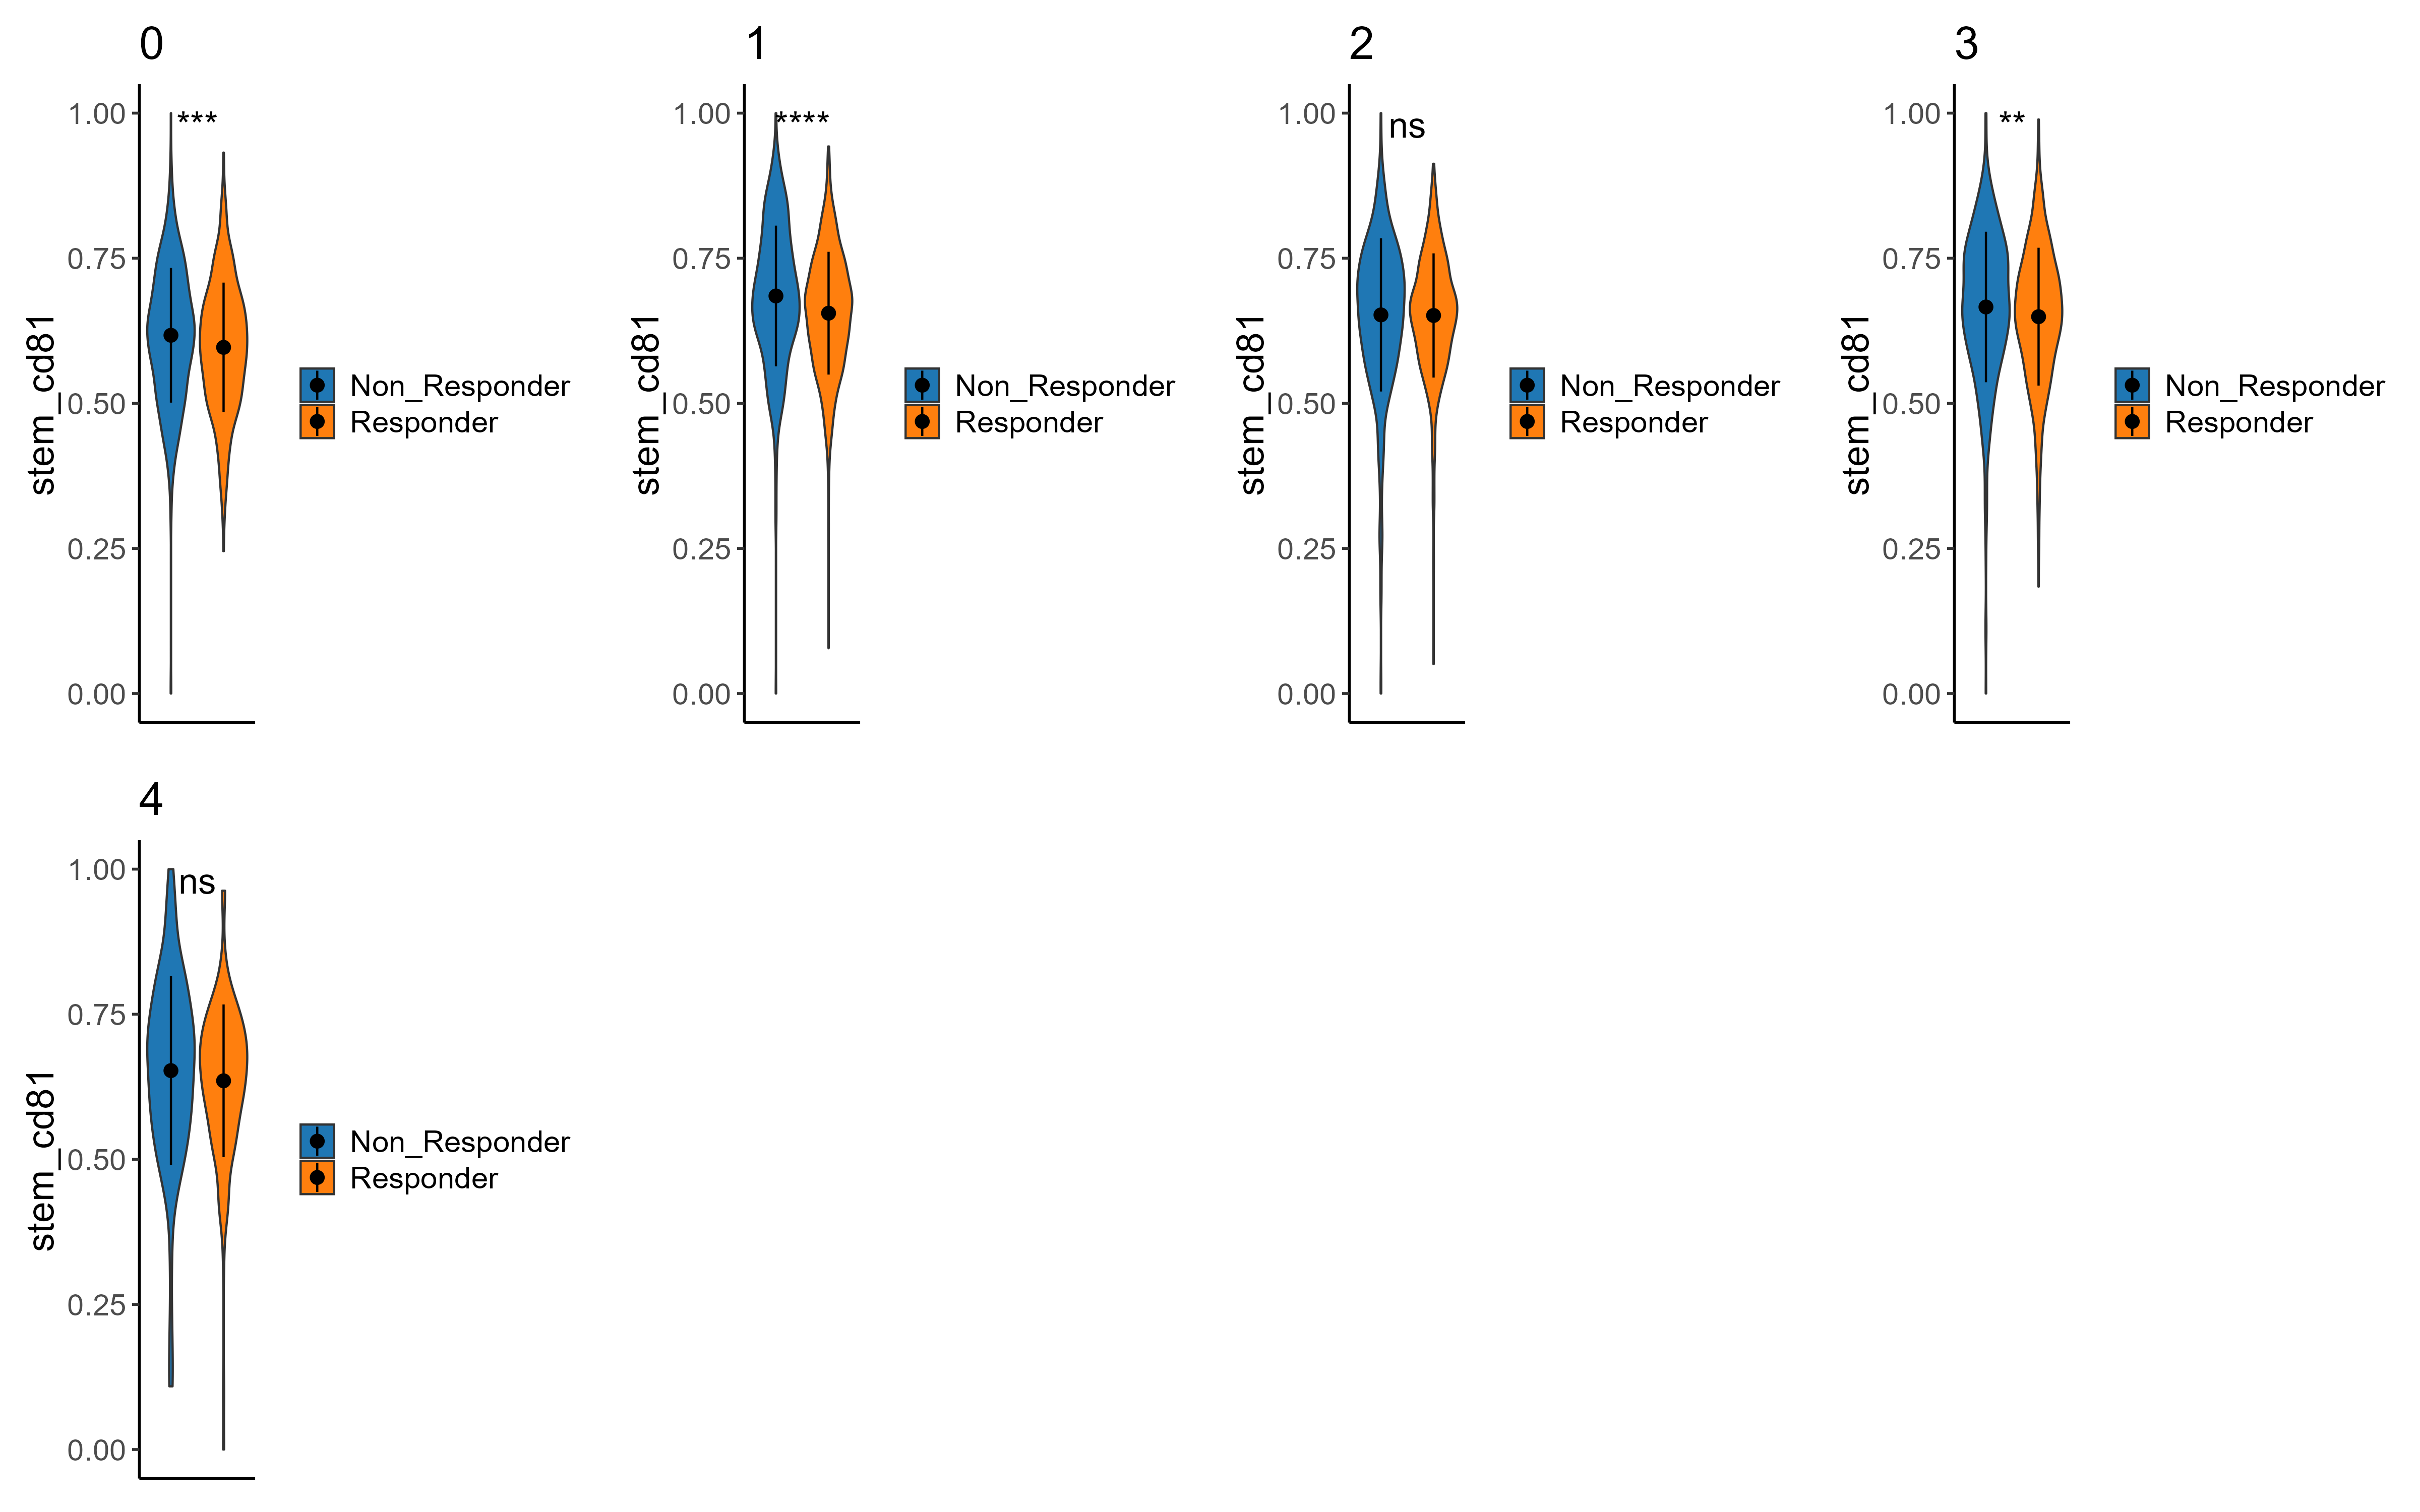 0
***
1.00
0.75
0.50
0.25
0.00
stem_cd81
Non_Responder
Responder
1
****
1.00
0.75
0.50
0.25
0.00
stem_cd81
Non_Responder
Responder
2
ns
1.00
0.75
0.50
0.25
0.00
stem_cd81
Non_Responder
Responder
3
**
1.00
0.75
0.50
0.25
0.00
stem_cd81
Non_Responder
Responder
4
ns
1.00
0.75
0.50
0.25
0.00
stem_cd81
Non_Responder
Responder